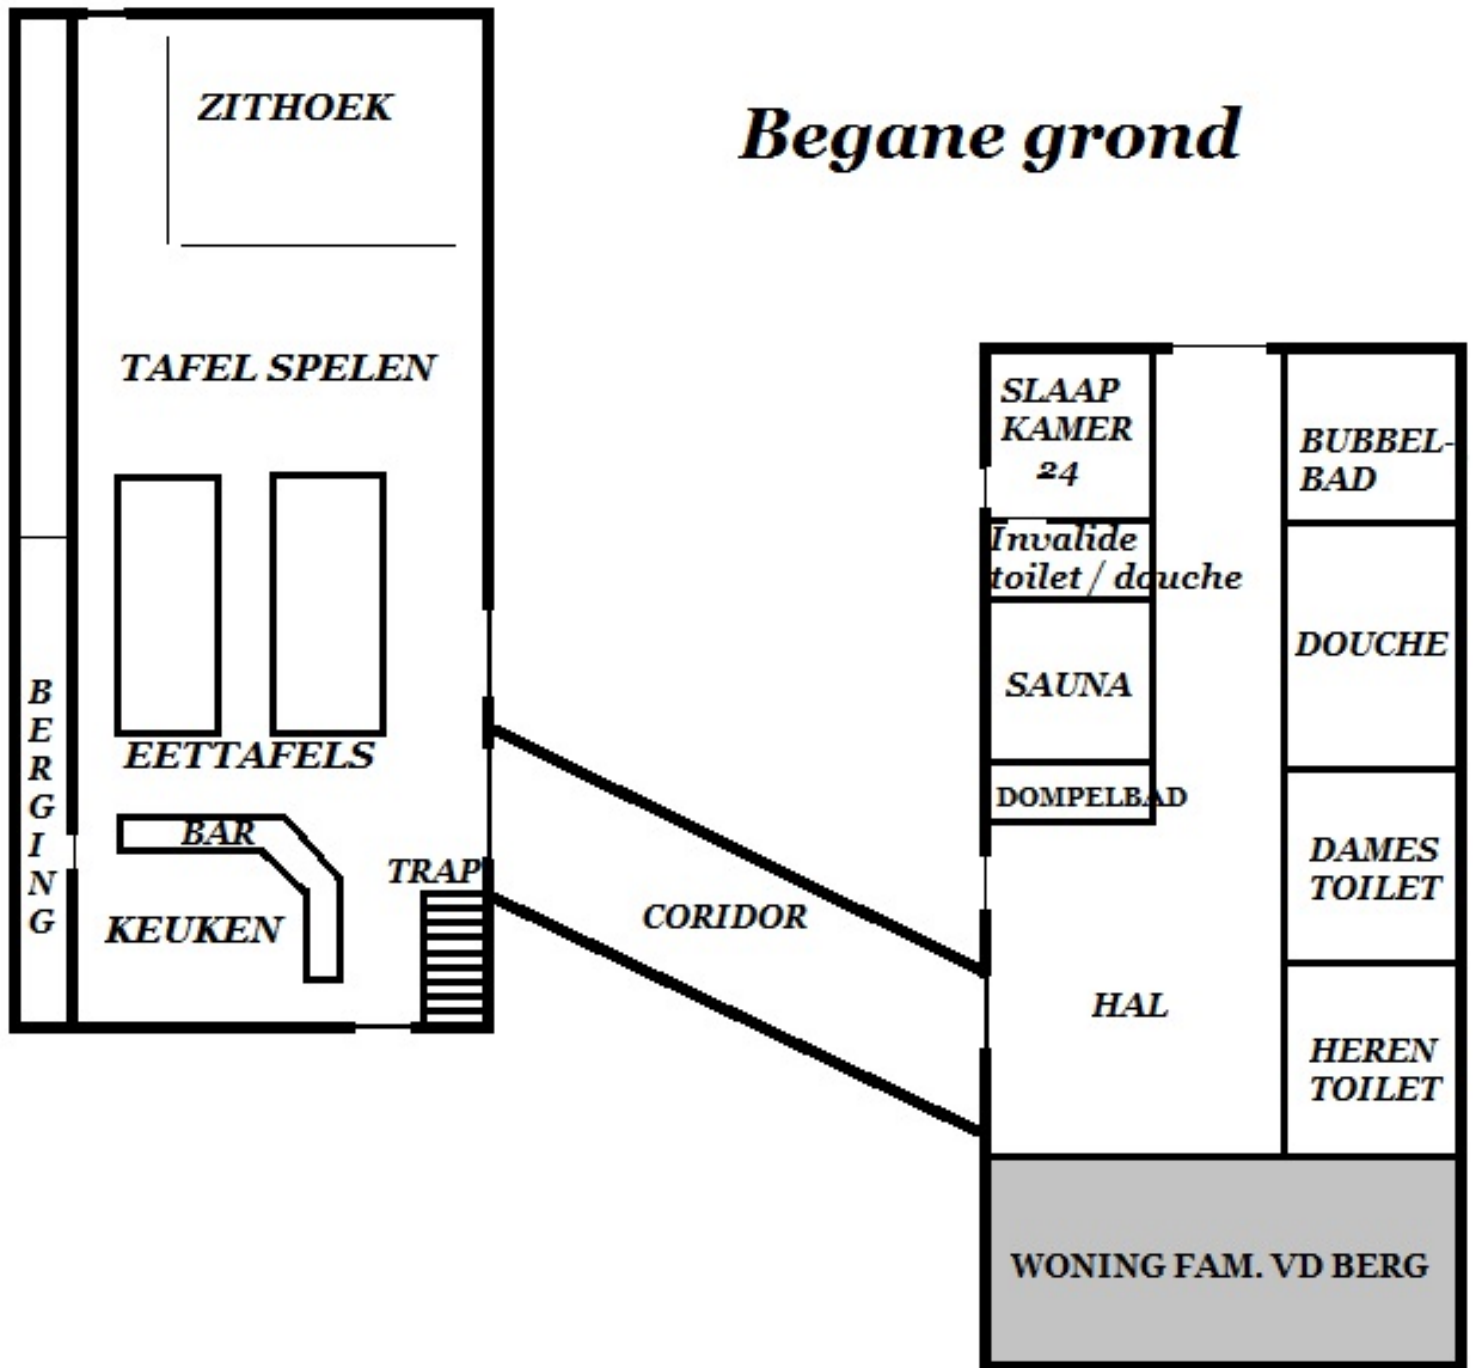 Begane grond
ZITHOEK
TAFEL SPELEN
EETTAFELS
BAR
TRAP
KEUKEN
BERGING
CORIDOR
SLAAP
KAMER
24
Invalide
toilet / douche
SAUNA
DOMPELBAD
HAL
BUBBEL-
BAD
DOUCHE
DAMES
TOILET
HEREN
TOILET
WONING FAM. VD BERG